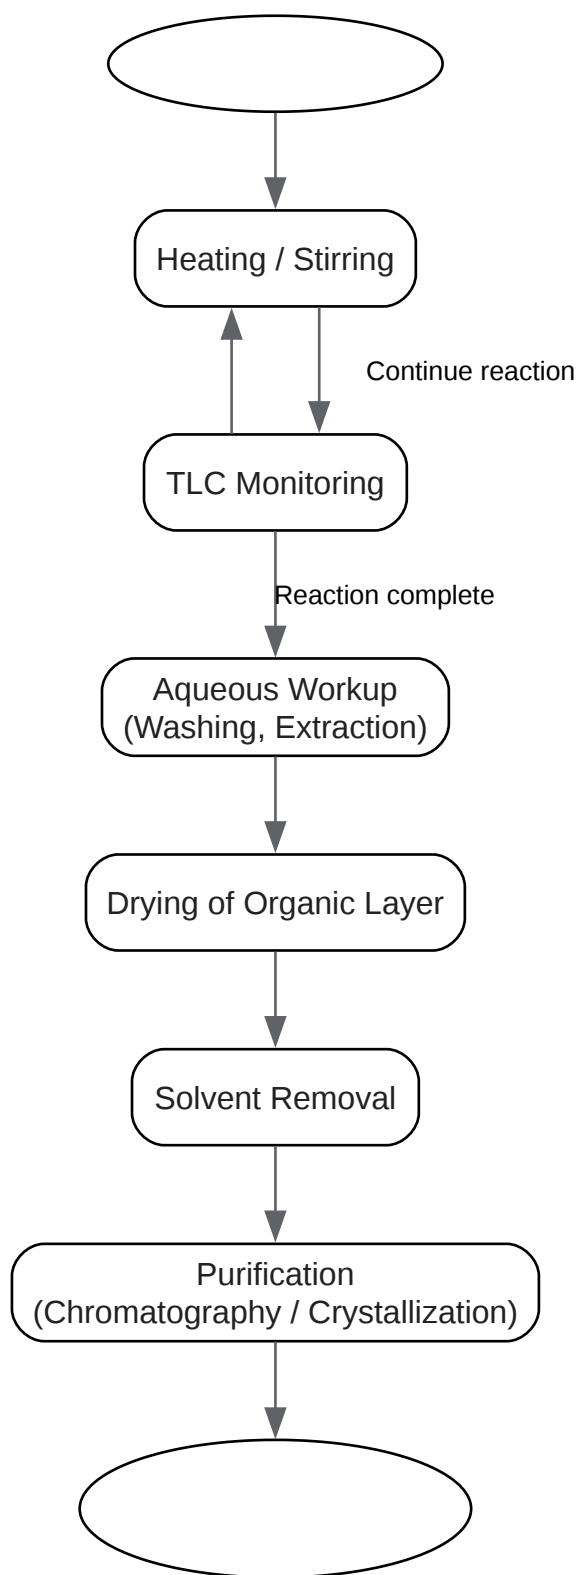 Heating / Stirring
Continue reaction
TLC Monitoring
Reaction complete
Aqueous Workup
(Washing, Extraction)
Drying of Organic Layer
Solvent Removal
Purification
(Chromatography / Crystallization)